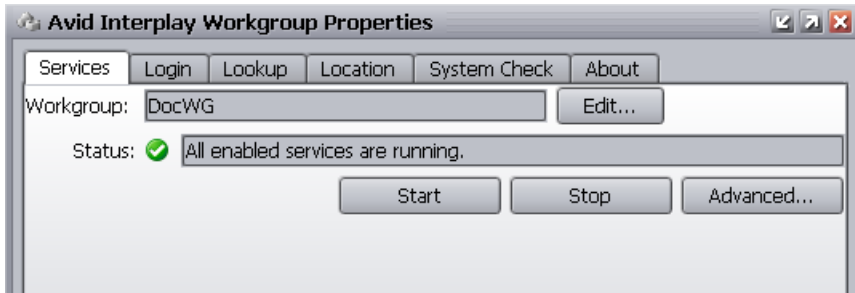 Avid Interplay Workgroup Properties
Services Login Lookup Location System Check About
Workgroup: DocWG Edit...
Status: All enabled services are running.
Start Stop Advanced...